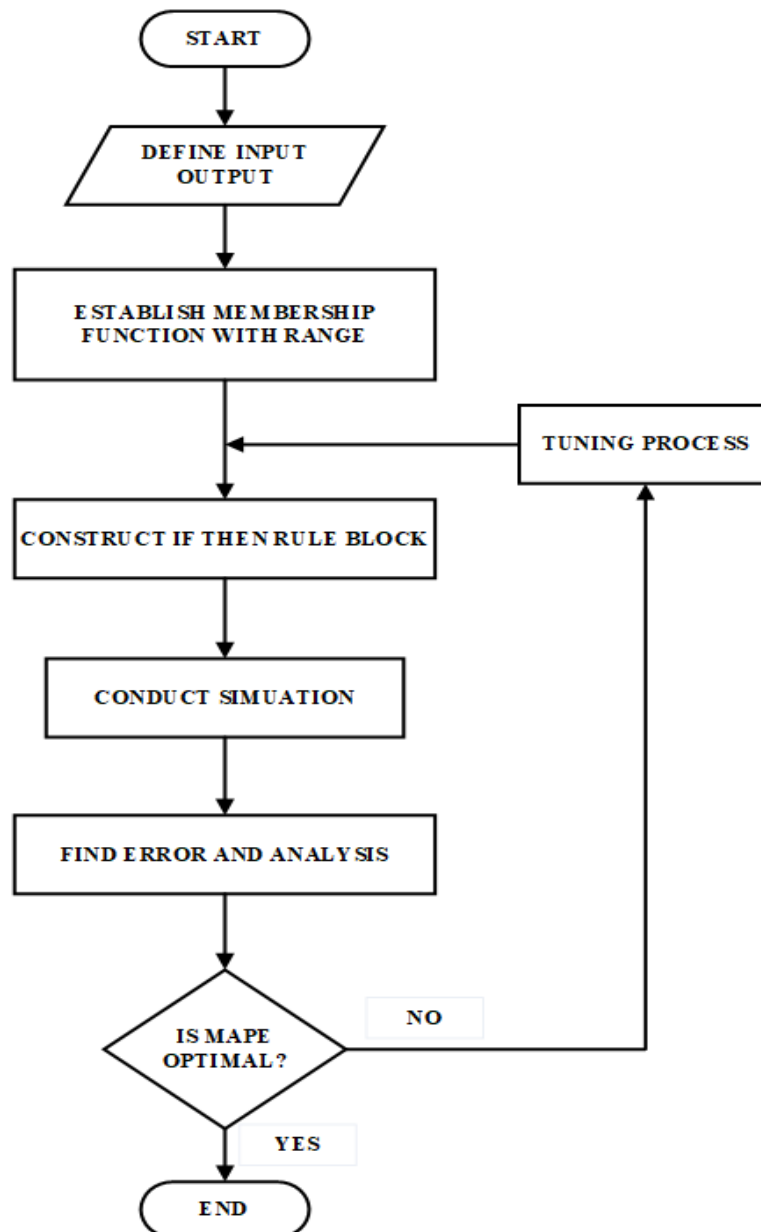 START
DEFINE INPUT
OUTPUT
ESTABLISH MEMBERSHIP
FUNCTION WITH RANGE
TUNING PROCESS
CONSTRUCT IF THEN RULE BLOCK
CONDUCT SIMUATION
FIND ERROR AND ANALYSIS
IS MAPE
OPTIMAL?
NO
YES
END